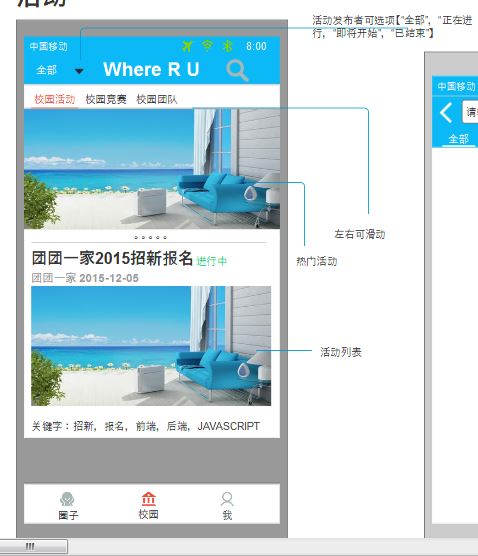 活动
活动发布者可选项【“全部”，“正在进
行，“即将开始”，“已结束”】
中国移动 8:00
全部 Where R U
校园活动 校园竞赛 校园团队
左右可滑动
热门活动
团团一家2015招新报名 进行中
团团一家 2015-12-05
活动列表
关键字：招新，报名，前端，后端，JAVASCRIPT
圈子 校园 我
中国移动
请
全部